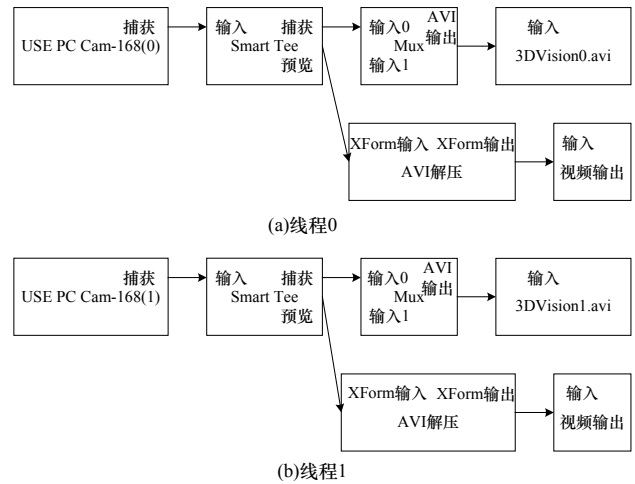 捕获
USE PC Cam-168(0)
输入 捕获
Smart Tee
预览
输入0 AVI
Mux 输出
输入1
输入
3DVision0.avi
XForm输入 XForm输出
AVI解压
输入
视频输出
(a)线程0
捕获
USE PC Cam-168(1)
输入 捕获
Smart Tee
预览
输入0 AVI
Mux 输出
输入1
输入
3DVision1.avi
XForm输入 XForm输出
AVI解压
输入
视频输出
(b)线程1